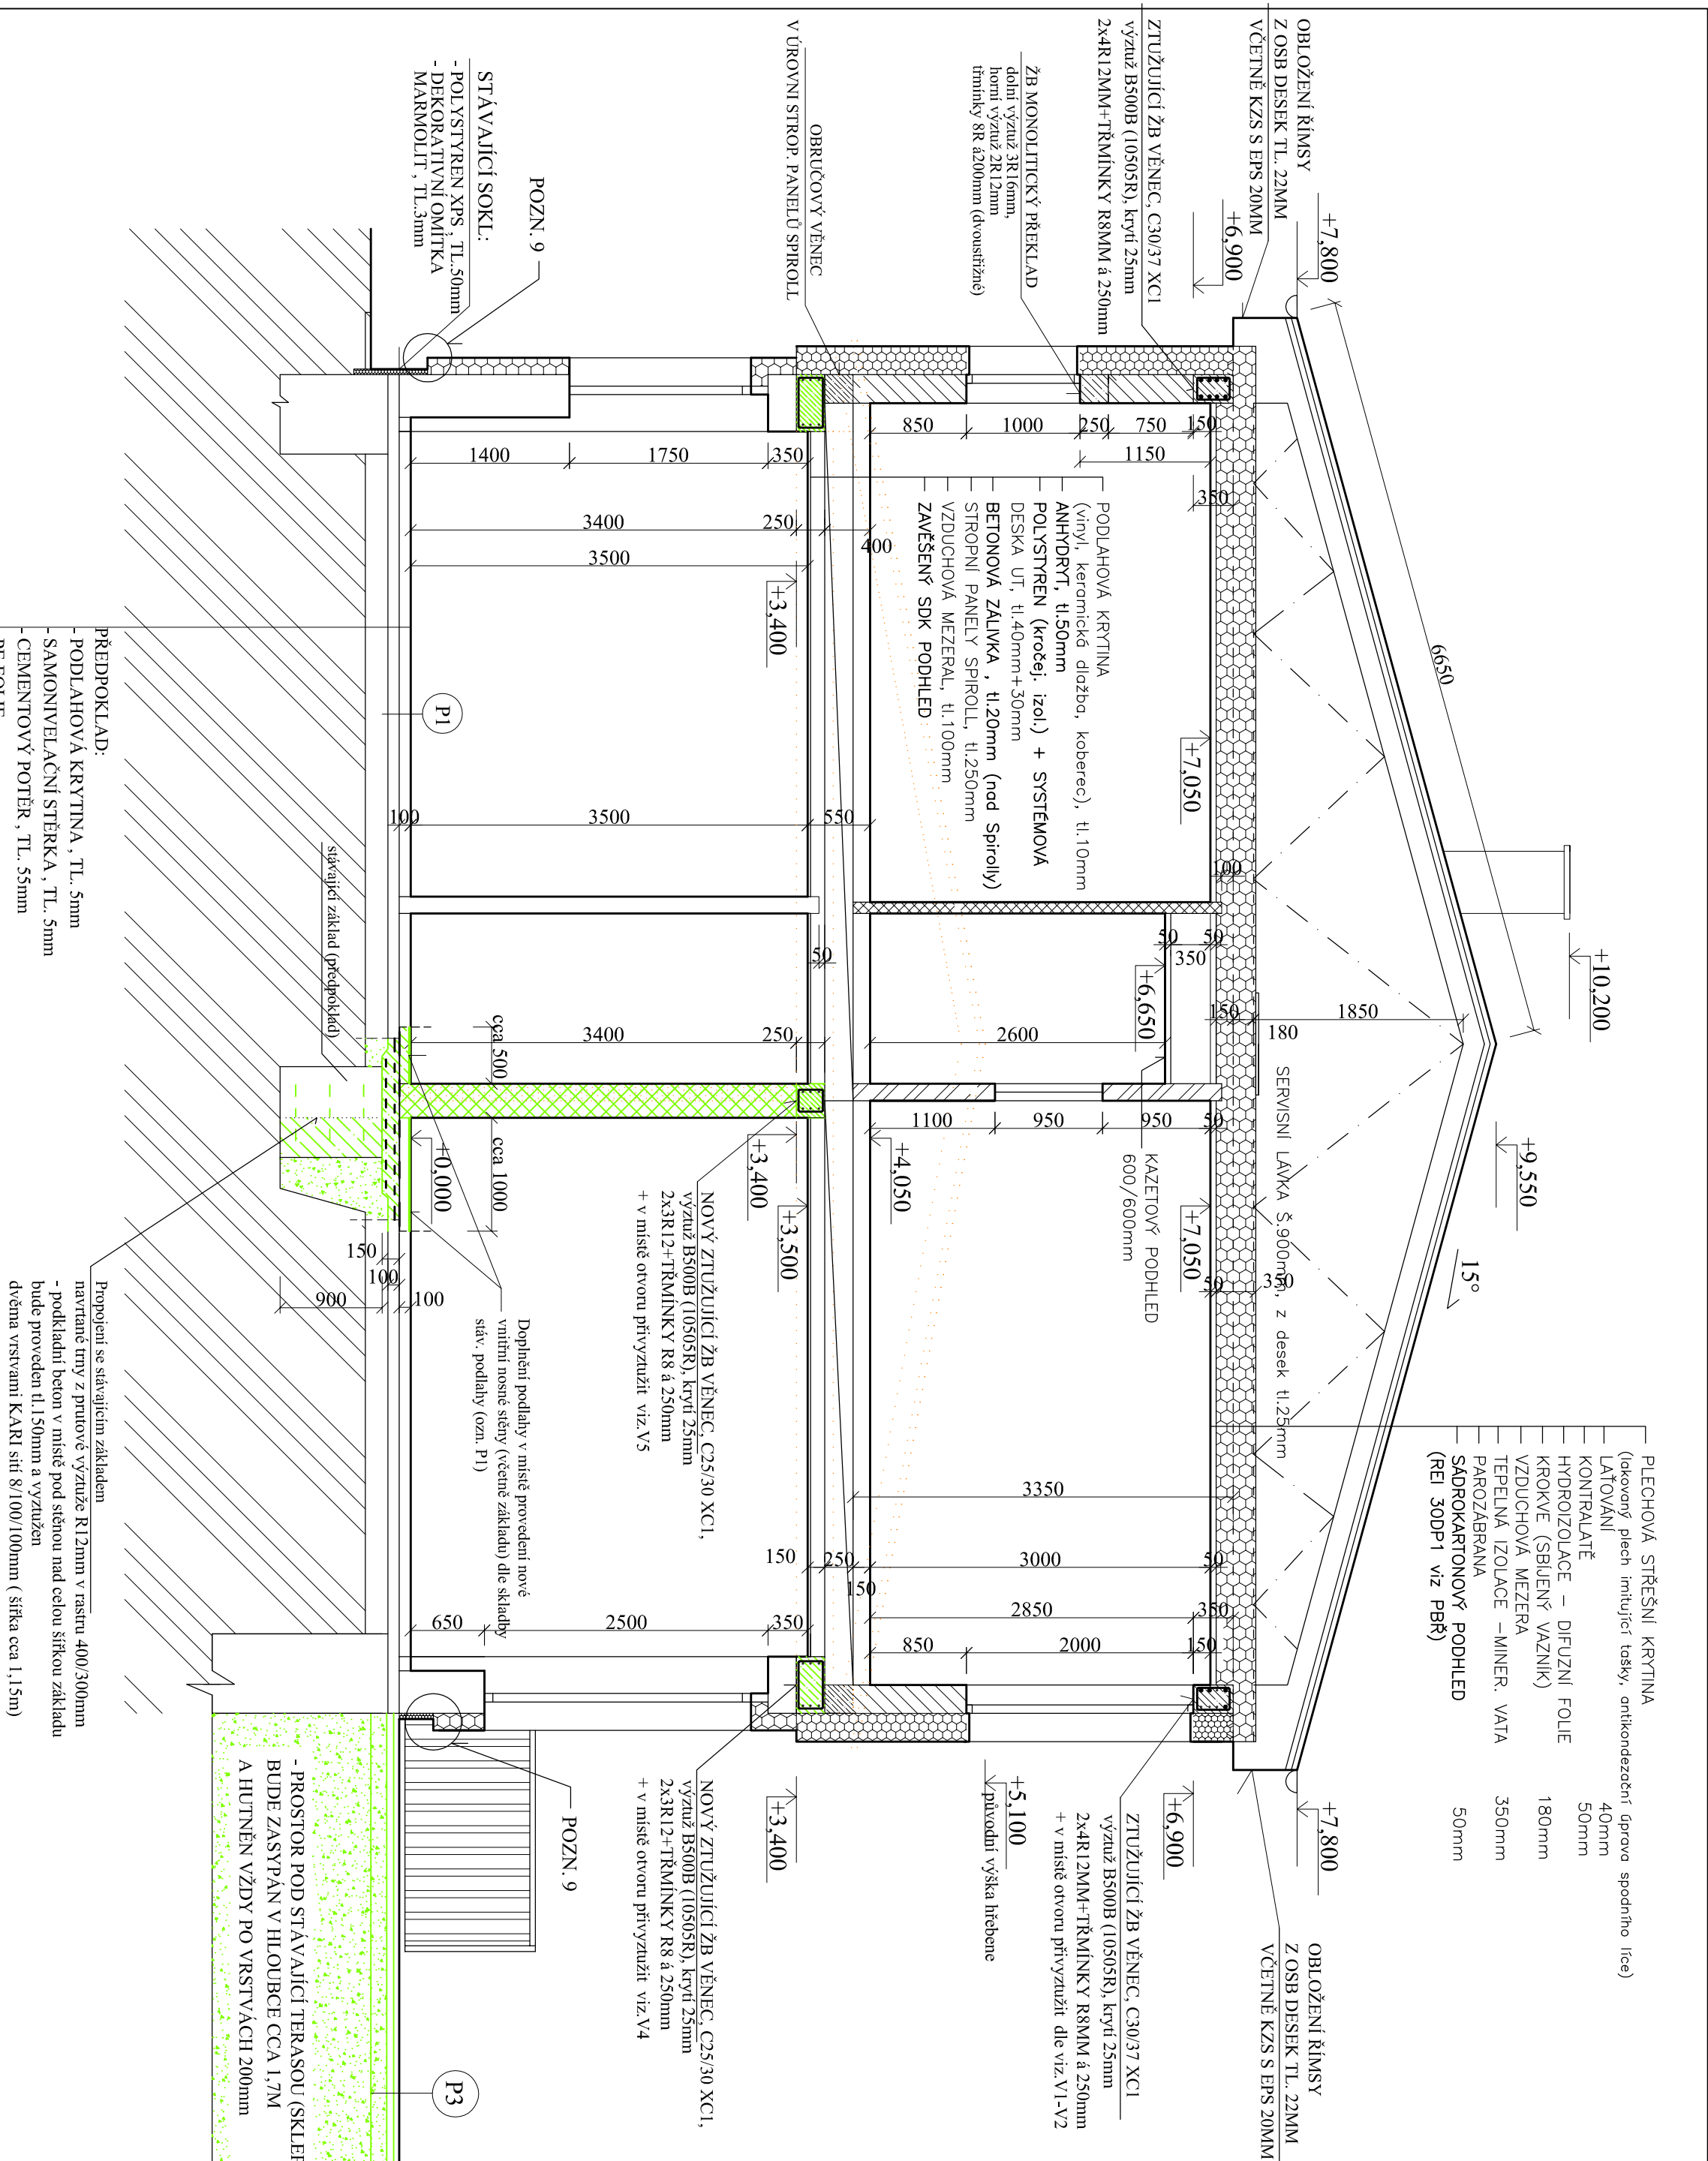 PLECHOVÁ STŘEŠNÍ KRYTINA
(lakovaný plech imitující tašky, antikondezační úprava spodního líce)
LAŤOVÁNÍ 40mm
KONTRALATĚ 50mm
HYDROIZOLACE – DIFUZNÍ FOLIE
KROKVE (SBÍJENÝ VAZNÍK) 180mm
VZDUCHOVÁ MEZERA
TEPELNÁ IZOLACE –MINER. VATA 350mm
PAROZÁBRANA
SÁDROKARTONOVÝ PODHLED 50mm
(REI 30DP1 viz PBŘ)
+10,200
+9,550
15°
6650
OBLOŽENÍ ŘÍMSY
Z OSB DESEK TL. 22MM
VČETNĚ KZS S EPS 20MM
+7,800
+6,900
ZTUŽUJÍCÍ ŽB VĚNEC, C30/37 XC1
výztuž B500B (10505R), krytí 25mm
2x4R12MM+TŘMÍNKY R8MM á 250mm
ŽB MONOLITICKÝ PŘEKLAD
dolní výztuž 3R16mm,
horní výztuž 2R12mm
třmínky 8R á200mm (dvoustřižné)
OBRUČOVÝ VĚNEC
V ÚROVNI STROP. PANELŮ SPIROLL
POZN. 9
STÁVAJÍCÍ SOKL:
- POLYSTYREN XPS , TL.50mm
- DEKORATIVNÍ OMÍTKA
MARMOLIT , TL.3mm
OBLOŽENÍ ŘÍMSY
Z OSB DESEK TL. 22MM
VČETNĚ KZS S EPS 20MM
+7,800
+6,900
ZTUŽUJÍCÍ ŽB VĚNEC, C30/37 XC1
výztuž B500B (10505R), krytí 25mm
2x4R12MM+TŘMÍNKY R8MM á 250mm
+ v místě otvoru přivyztužit dle viz.V1-V2
+5,100
původní výška hřebene
+3,400
NOVÝ ZTUŽUJÍCÍ ŽB VĚNEC, C25/30 XC1,
výztuž B500B (10505R), krytí 25mm
2x3R12+TŘMÍNKY R8 á 250mm
+ v místě otvoru přivyztužit viz.V4
POZN. 9
P3
- PROSTOR POD STÁVAJÍCÍ TERASOU (SKLEP
BUDE ZASYPÁN V HLOUBCE CCA 1,7M
A HUTNĚN VŽDY PO VRSTVÁCH 200mm
1850
180
SERVISNÍ LÁVKA Š.900mm, z desek tl.25mm
350
150
100
50
+7,050
+7,050
50
850
1000
250
750
150
1150
350
PODLAHOVÁ KRYTINA
(vinyl, keramická dlažba, koberec), tl.10mm
ANHYDRYT, tl.50mm
POLYSTYREN (kročej. izol.) + SYSTÉMOVÁ
DESKA UT, tl.40mm+30mm
BETONOVÁ ZÁLIVKA , tl.20mm (nad Spirolly)
STROPNÍ PANELY SPIROLL, tl.250mm
VZDUCHOVÁ MEZERAL, tl.100mm
ZAVĚŠENÝ SDK PODHLED
50
50
350
+6,650
2600
KAZETOVÝ PODHLED
600/600mm
1100
950
950
50
+4,050
3350
3000
50
2850
350
850
2000
150
1400
1750
350
3400
250
400
3500
+3,400
3500
550
100
50
3400
250
+3,400
+3,500
150
250
150
650
2500
350
P1
NOVÝ ZTUŽUJÍCÍ ŽB VĚNEC, C25/30 XC1,
výztuž B500B (10505R), krytí 25mm
2x3R12+TŘMÍNKY R8 á 250mm
+ v místě otvoru přivyztužit viz.V5
cca 500
cca 1000
+0,000
Doplnění podlahy v místě provedení nové
vnitřní nosné stěny (včetně základu) dle skladby
stáv. podlahy (ozn. P1)
150
100
100
900
stávající základ (předpoklad)
PŘEDPOKLAD:
- PODLAHOVÁ KRYTINA , TL. 5mm
- SAMONIVELAČNÍ STĚRKA , TL. 5mm
- CEMENTOVÝ POTĚR , TL. 55mm
Propojení se stávajícím základem
navrtané trny z prutové výztuže R12mm v rastru 400/300mm
- podkladní beton v místě pod stěnou nad celou šířkou základu
bude proveden tl.150mm a vyztužen
dvěma vrstvami KARI sítí 8/100/100mm ( šířka cca 1,15m)